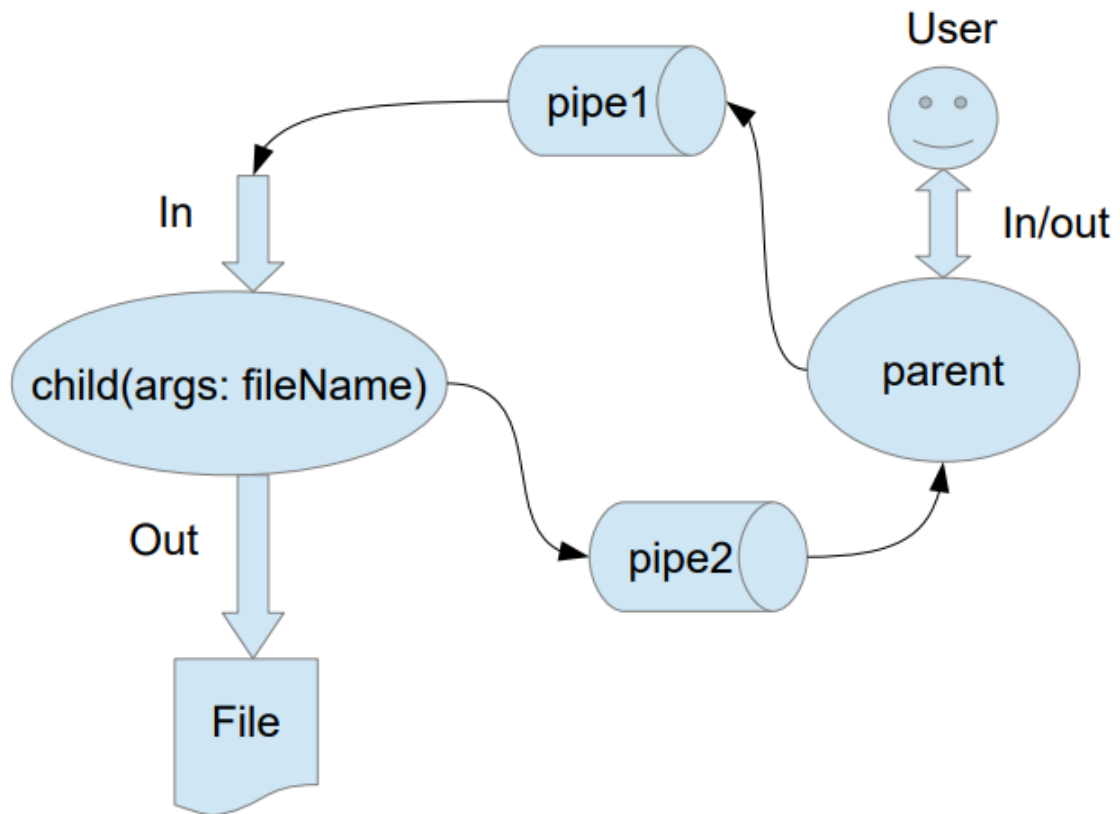 User
pipe1
In
In/out
child(args: fileName)
parent
Out
pipe2
File